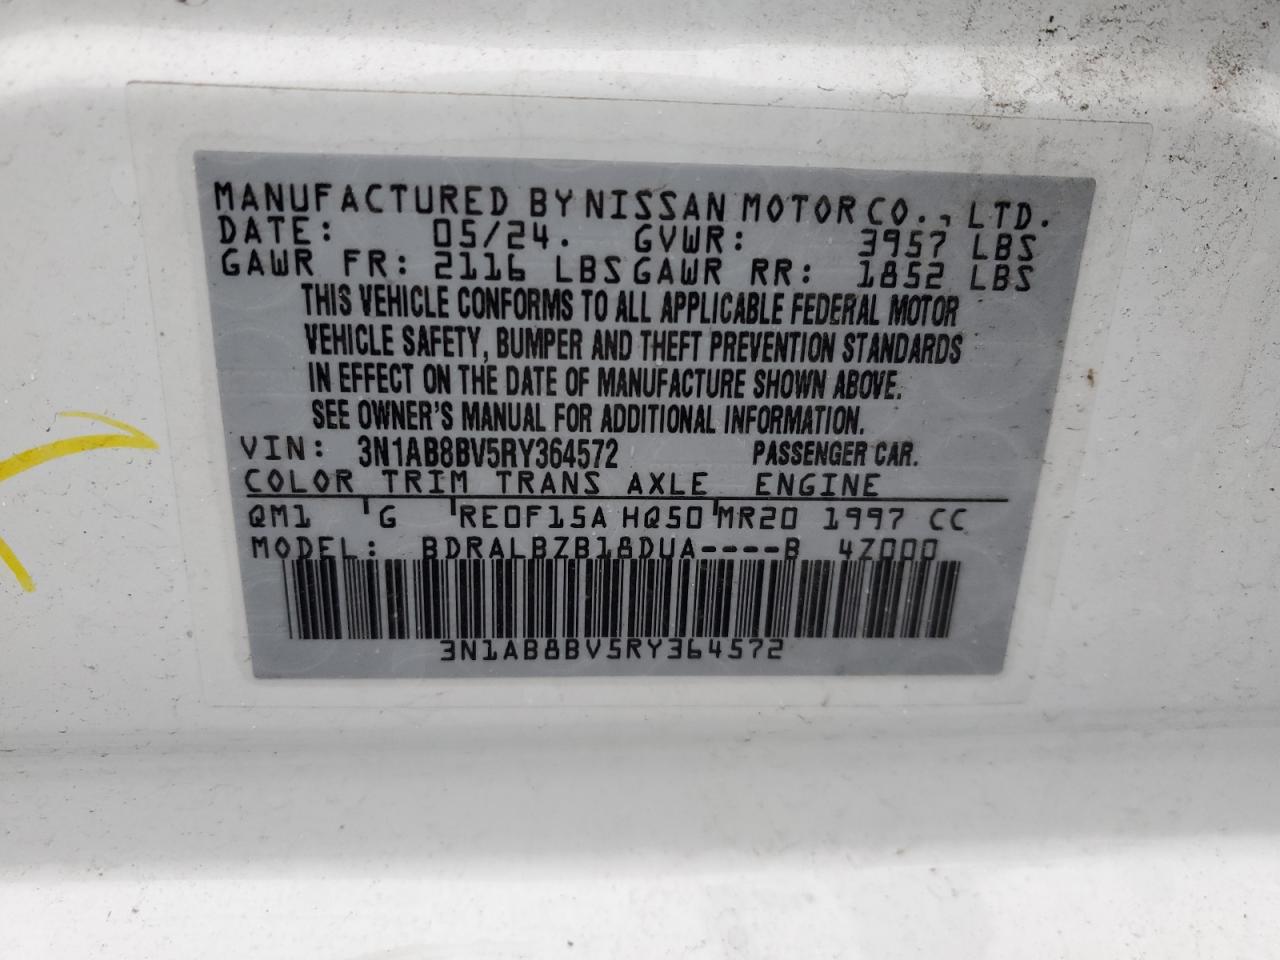 MANUFACTURED BY NISSAN MOTOR CO., LTD.
DATE: 05/24. GVWR: 3957 LBS
GAWR FR: 2116 LBS GAWR RR: 1852 LBS
THIS VEHICLE CONFORMS TO ALL APPLICABLE FEDERAL MOTOR
VEHICLE SAFETY, BUMPER AND THEFT PREVENTION STANDARDS
IN EFFECT ON THE DATE OF MANUFACTURE SHOWN ABOVE.
SEE OWNER'S MANUAL FOR ADDITIONAL INFORMATION.
VIN: 3N1AB8BV5RY364572 PASSENGER CAR.
COLOR TRIM TRANS AXLE ENGINE
QM1 G RE0F15A HQ50 MR20 1997 CC
MODEL: BDRALBZB18DUA----B 4Z000
3N1AB8BV5RY364572